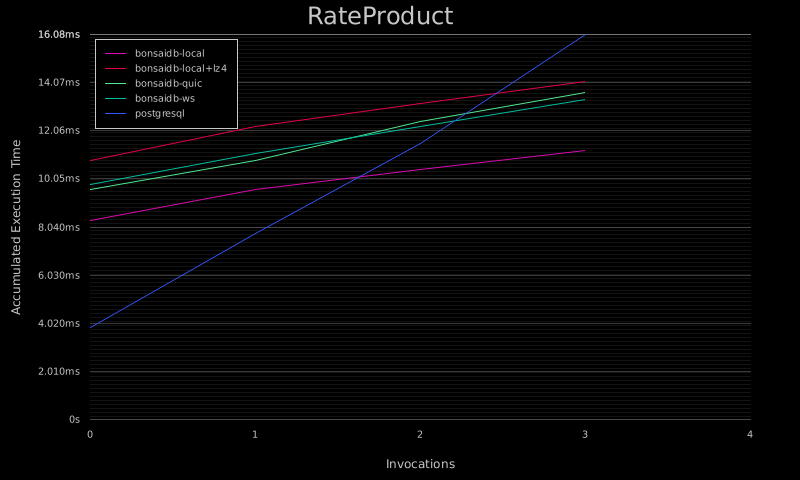 RateProduct
16.08ms
bonsaidb-local
bonsaidb-local+lz4
bonsaidb-quic
bonsaidb-ws
postgresql
14.07ms
12.06ms
10.05ms
8.040ms
6.030ms
4.020ms
2.010ms
0s
Accumulated Execution Time
0 1 2 3 4
Invocations